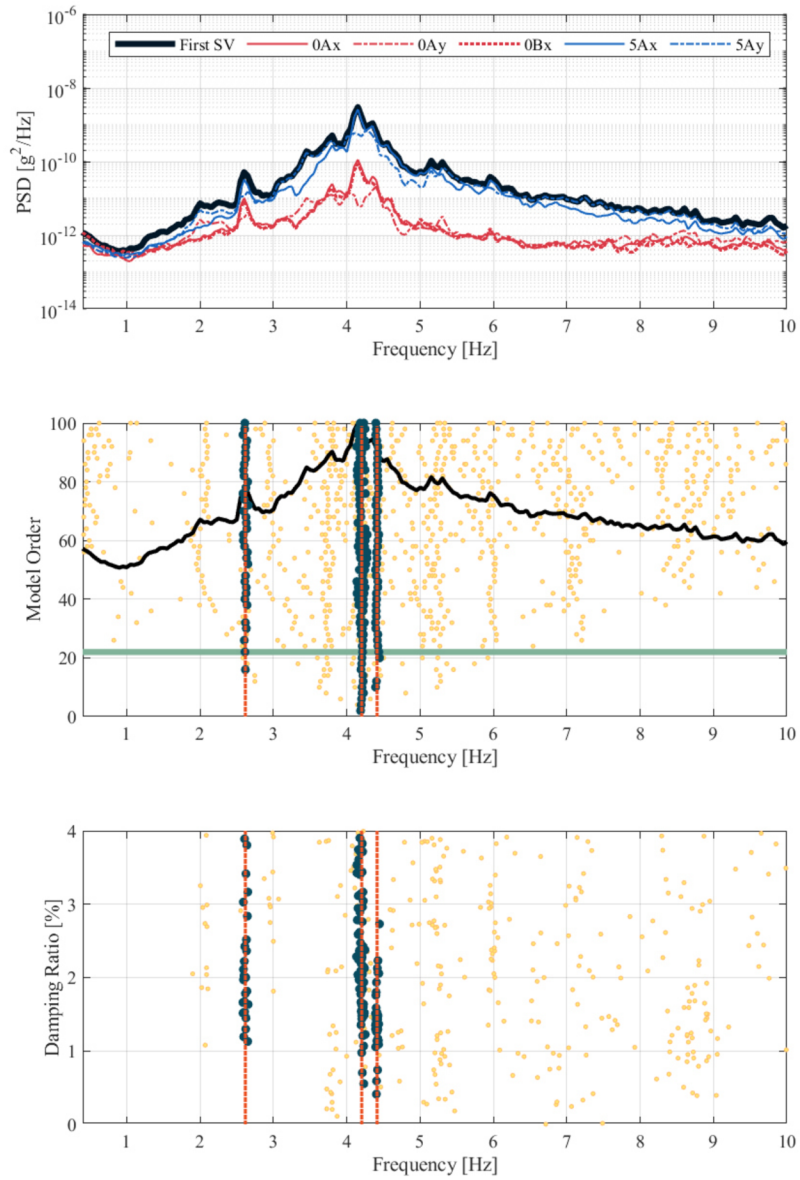 10^-6
First SV 0Ax 0Ay 0Bx 5Ax 5Ay
10^-8
10^-10
10^-12
10^-14
PSD [g^2/Hz]
1 2 3 4 5 6 7 8 9 10
Frequency [Hz]
100
80
60
40
20
0
Model Order
1 2 3 4 5 6 7 8 9 10
Frequency [Hz]
4
3
2
1
0
Damping Ratio [%]
1 2 3 4 5 6 7 8 9 10
Frequency [Hz]